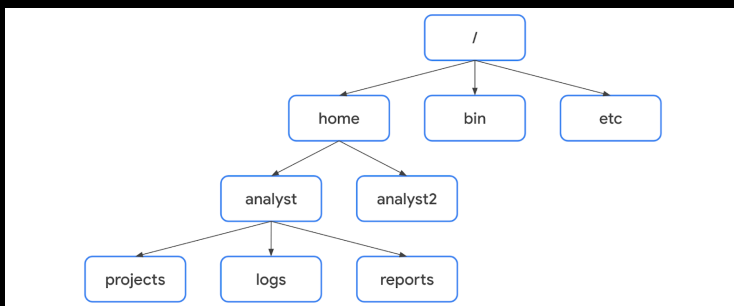 /
home bin etc
analyst analyst2
projects logs reports